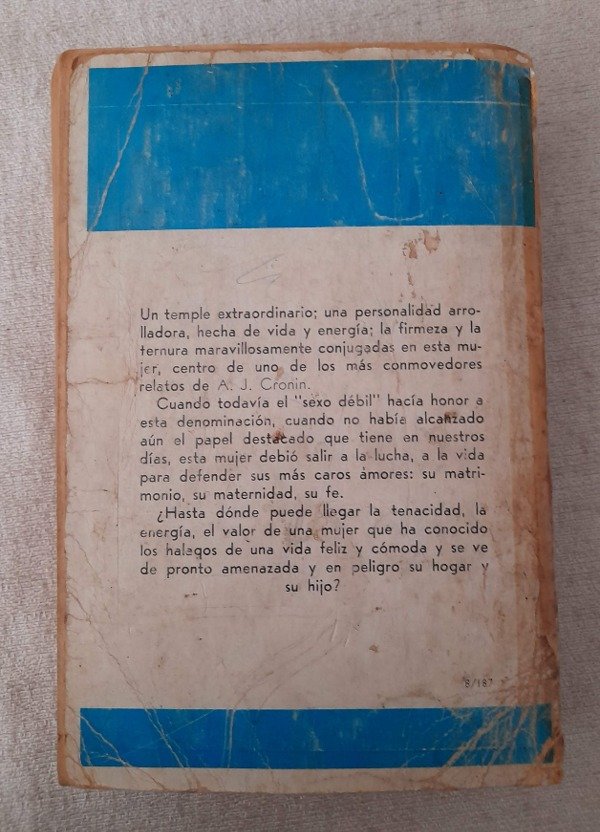 Un temple extraordinario; una personalidad arro-
lladora, hecha de vida y energía; la firmeza y la
ternura maravillosamente conjugadas en esta mu-
jer, centro de uno de los más conmovedores
relatos de A. J. Cronin.
Cuando todavía el "sexo débil" hacía honor a
esta denominación, cuando no había alcanzado
aún el papel destacado que tiene en nuestros
días, esta mujer debió salir a la lucha, a la vida
para defender sus más caros amores: su matri-
monio, su maternidad, su fe.
¿Hasta dónde puede llegar la tenacidad, la
energía, el valor de una mujer que ha conocido
los halagos de una vida feliz y cómoda y se ve
de pronto amenazada y en peligro su hogar y
su hijo?
8/187